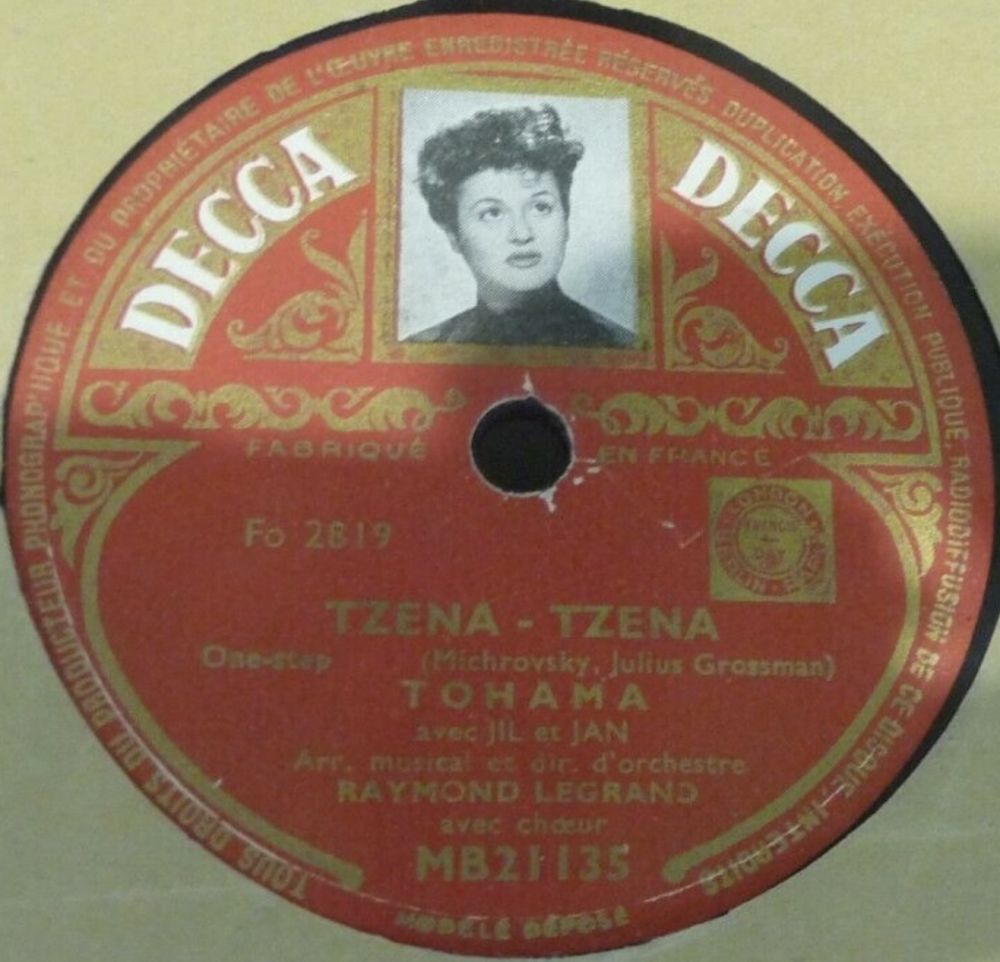 TOUS DROITS DU PRODUCTEUR PHONOGRAPHIQUE ET DU PROPRIÉTAIRE DE L'ŒUVRE ENREGISTRÉE RÉSERVÉS DUPLICATION EXÉCUTION PUBLIQUE RADIODIFFUSION DE CE DISQUE INTERDITS
DECCA DECCA
FABRIQUÉ EN FRANCE
Fo 2819
TZENA - TZENA
One-step (Michrovsky, Julius Grossman)
TOHAMA
avec JIL et JAN
Arr. musical et dir. d'orchestre
RAYMOND LEGRAND
avec chœur
MB21135
MODÈLE DÉPOSÉ